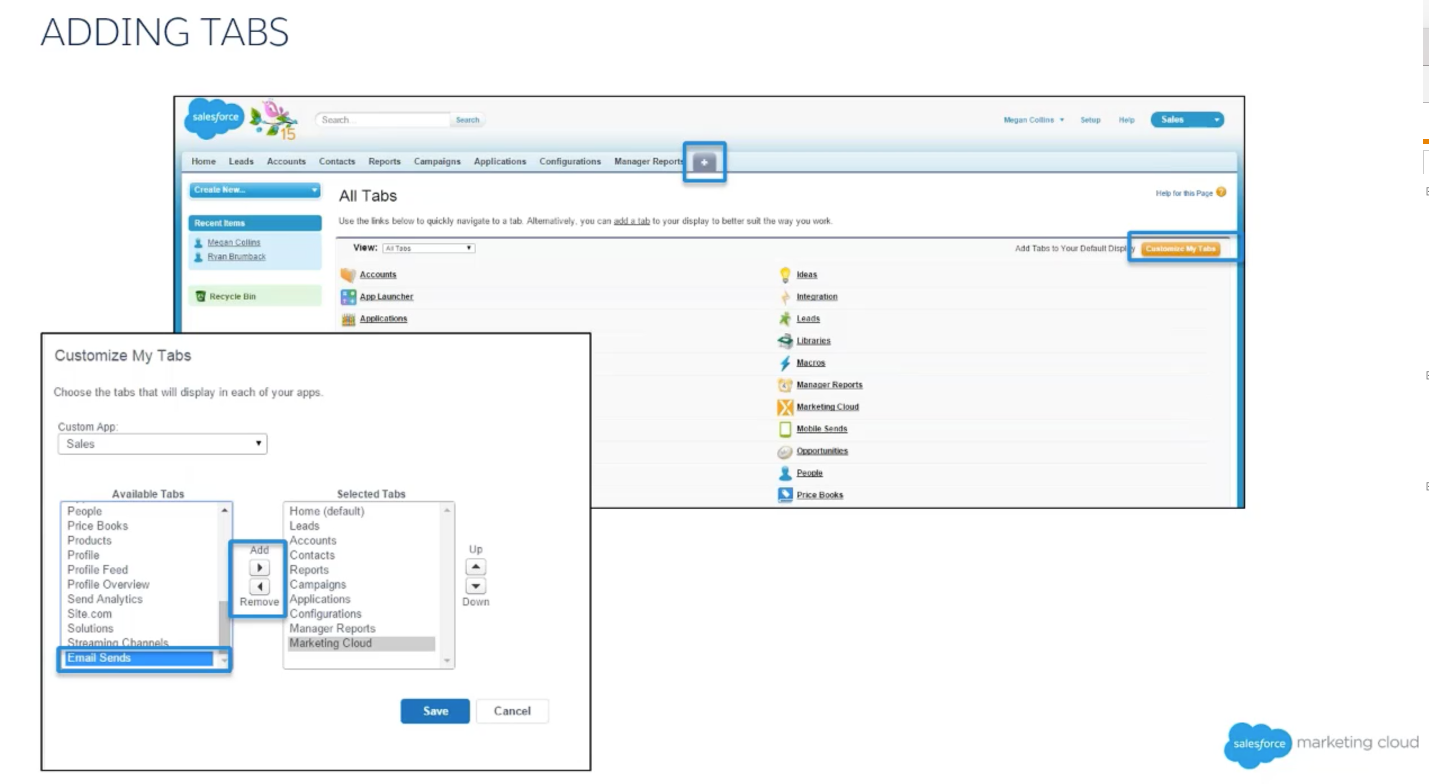 ADDING TABS
salesforce
15
Search...
Search
Megan Collins
Setup
Help
Sales
Home Leads Accounts Contacts Reports Campaigns Applications Configurations Manager Reports +
Create New...
All Tabs
Help for this Page
Recent Items
Use the links below to quickly navigate to a tab. Alternatively, you can add a tab to your display to better suit the way you work.
Megan Collins
View: All Tabs
Add Tabs to Your Default Display
Customize My Tabs
Ryan Brumback
Accounts
Ideas
Recycle Bin
App Launcher
Integration
Applications
Leads
Libraries
Macros
Manager Reports
Marketing Cloud
Mobile Sends
Opportunities
People
Price Books
Customize My Tabs
Choose the tabs that will display in each of your apps.
Custom App:
Sales
Available Tabs
People
Price Books
Products
Profile
Profile Feed
Profile Overview
Send Analytics
Site.com
Solutions
Streaming Channels
Email Sends
Add
Remove
Selected Tabs
Home (default)
Leads
Accounts
Contacts
Reports
Campaigns
Applications
Configurations
Manager Reports
Marketing Cloud
Up
Down
Save
Cancel
salesforce marketing cloud